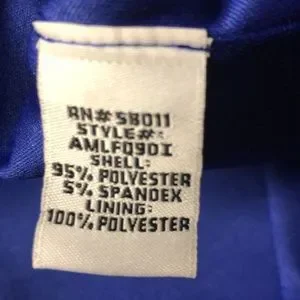 RN# 58011
STYLE#:
AMLF090I
SHELL:
95% POLYESTER
5% SPANDEX
LINING:
100% POLYESTER